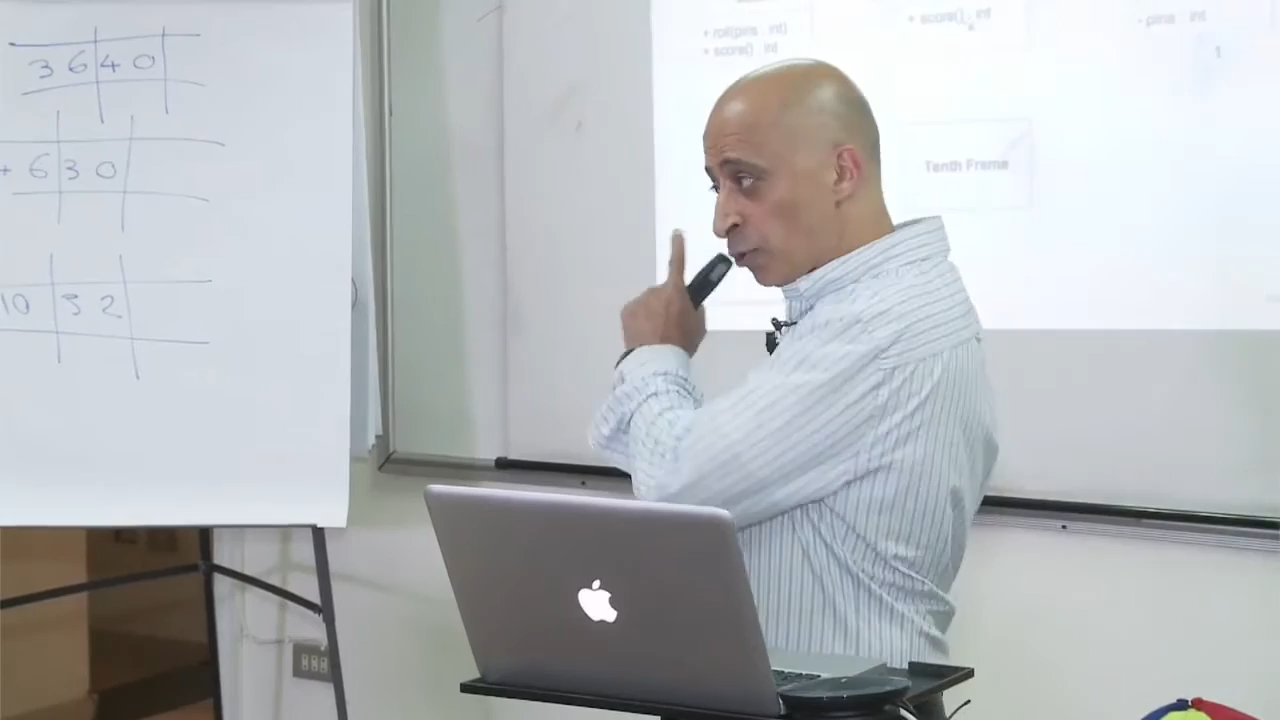 3 6 4 0
+ 6 3 0
10 3 2
+ roll(pins : int)
+ score() : int
+ score() : int
- pins : int
1
Tenth Frame